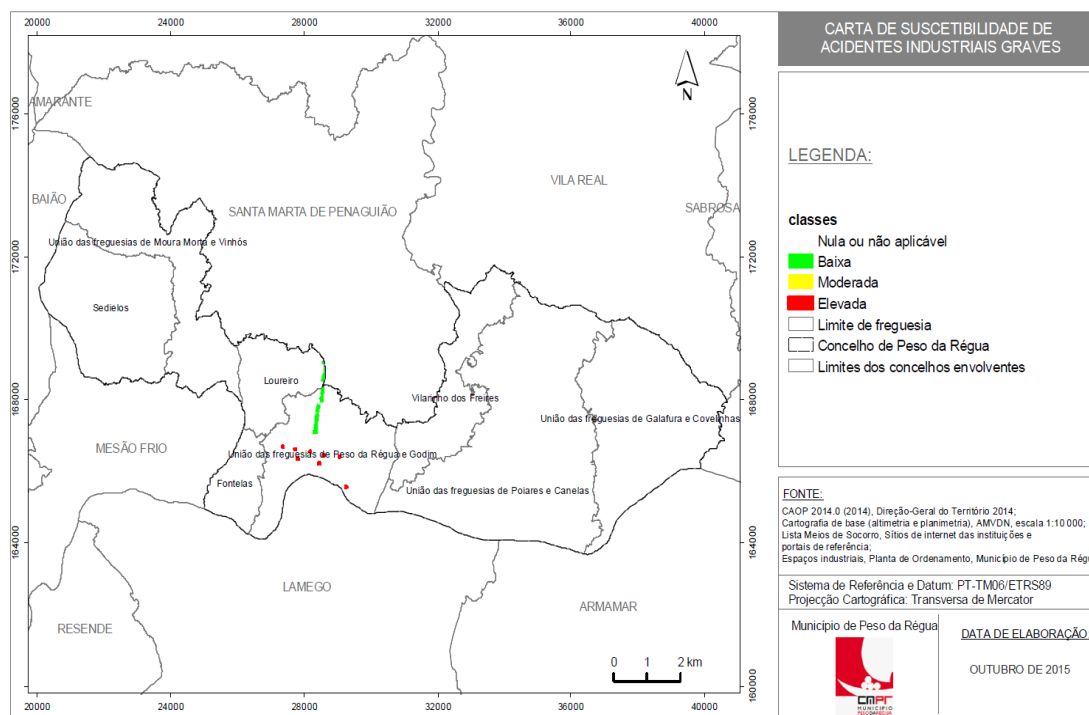 20000 24000 28000 32000 36000 40000
CARTA DE SUSCETIBILIDADE DE
ACIDENTES INDUSTRIAIS GRAVES
176000
172000
168000
164000
160000
176000
172000
168000
164000
160000
N
AMARANTE
BAIÃO
SANTA MARTA DE PENAGUIÃO
VILA REAL
SABROSA
União das freguesias de Moura Morta e Vinhós
Sedielos
Loureiro
Vilarinho dos Freires
União das freguesias de Galafura e Covelinhas
MESÃO FRIO
União das freguesias de Peso da Régua e Godim
Fontelas
União das freguesias de Poiares e Canelas
LAMEGO
ARMAMAR
RESENDE
0 1 2 km
20000 24000 28000 32000 36000 40000
LEGENDA:
classes
Nula ou não aplicável
Baixa
Moderada
Elevada
Limite de freguesia
Concelho de Peso da Régua
Limites dos concelhos envolventes
FONTE:
CAOP 2014.0 (2014), Direção-Geral do Território 2014;
Cartografia de base (altimetria e planimetria), AMVDN, escala 1:10 000;
Lista Meios de Socorro, Sítios de internet das instituições e
portais de referência;
Espaços industriais, Planta de Ordenamento, Município de Peso da Régu
Sistema de Referência e Datum: PT-TM06/ETRS89
Projecção Cartográfica: Transversa de Mercator
Município de Peso da Régua
CMPR
MUNICÍPIO
PESO DA RÉGUA
DATA DE ELABORAÇÃO
OUTUBRO DE 2015